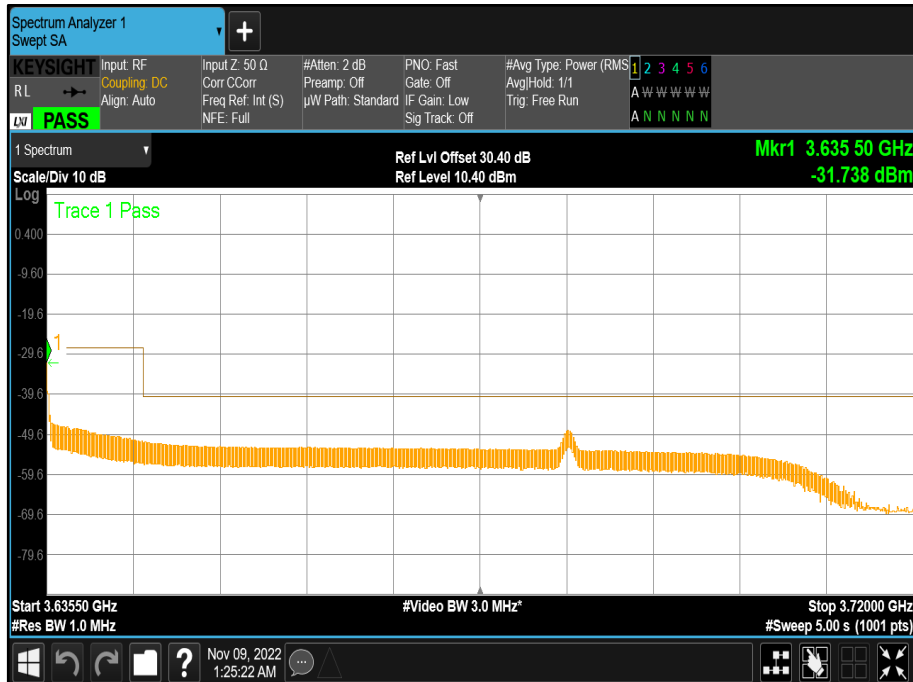 Spectrum Analyzer 1
Swept SA
+
KEYSIGHT
RL
LXI PASS
Input: RF
Coupling: DC
Align: Auto
Input Z: 50 Ω
Corr CCorr
Freq Ref: Int (S)
NFE: Full
#Atten: 2 dB
Preamp: Off
µW Path: Standard
PNO: Fast
Gate: Off
IF Gain: Low
Sig Track: Off
#Avg Type: Power (RMS
Avg|Hold: 1/1
Trig: Free Run
1 2 3 4 5 6
A W W W W W
A N N N N N
1 Spectrum
Scale/Div 10 dB
Ref Lvl Offset 30.40 dB
Ref Level 10.40 dBm
Mkr1 3.635 50 GHz
-31.738 dBm
Log
Trace 1 Pass
0.400
-9.60
-19.6
1
-29.6
-39.6
-49.6
-59.6
-69.6
-79.6
Start 3.63550 GHz
#Res BW 1.0 MHz
#Video BW 3.0 MHz*
Stop 3.72000 GHz
#Sweep 5.00 s (1001 pts)
?
Nov 09, 2022
1:25:22 AM